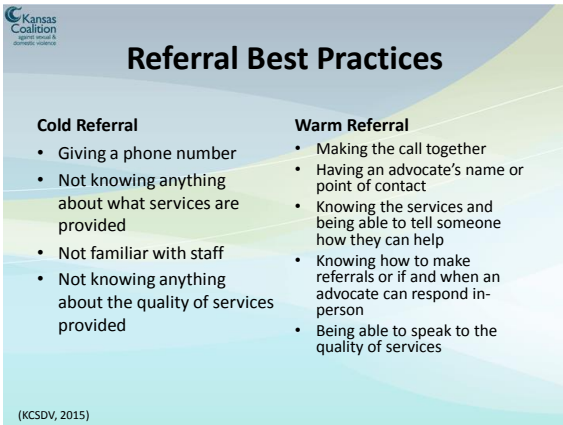 Kansas
Coalition
against sexual &
domestic violence
Referral Best Practices
Cold Referral
• Giving a phone number
• Not knowing anything
about what services are
provided
• Not familiar with staff
• Not knowing anything
about the quality of services
provided
Warm Referral
• Making the call together
• Having an advocate's name or
point of contact
• Knowing the services and
being able to tell someone
how they can help
• Knowing how to make
referrals or if and when an
advocate can respond in-
person
• Being able to speak to the
quality of services
(KCSDV, 2015)